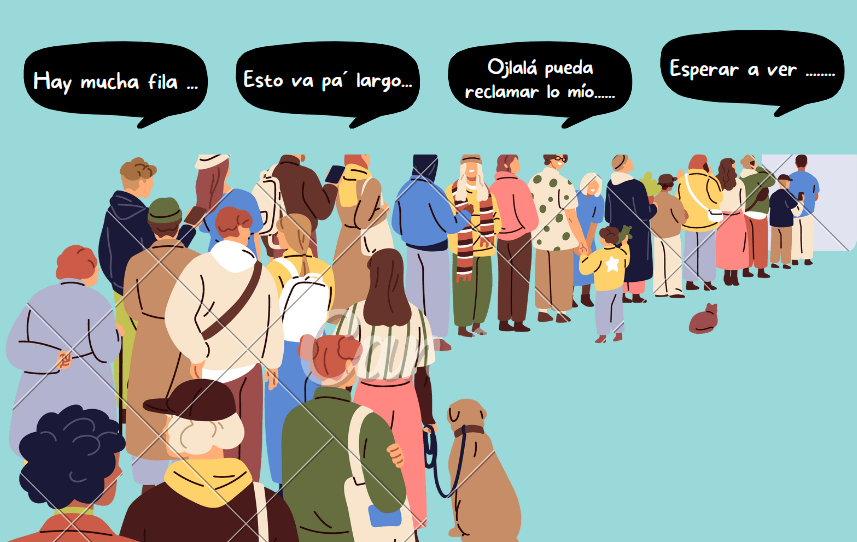 Hay mucha fila ...
Esto va pa´ largo...
Ojlalá pueda
reclamar lo mío......
Esperar a ver ........